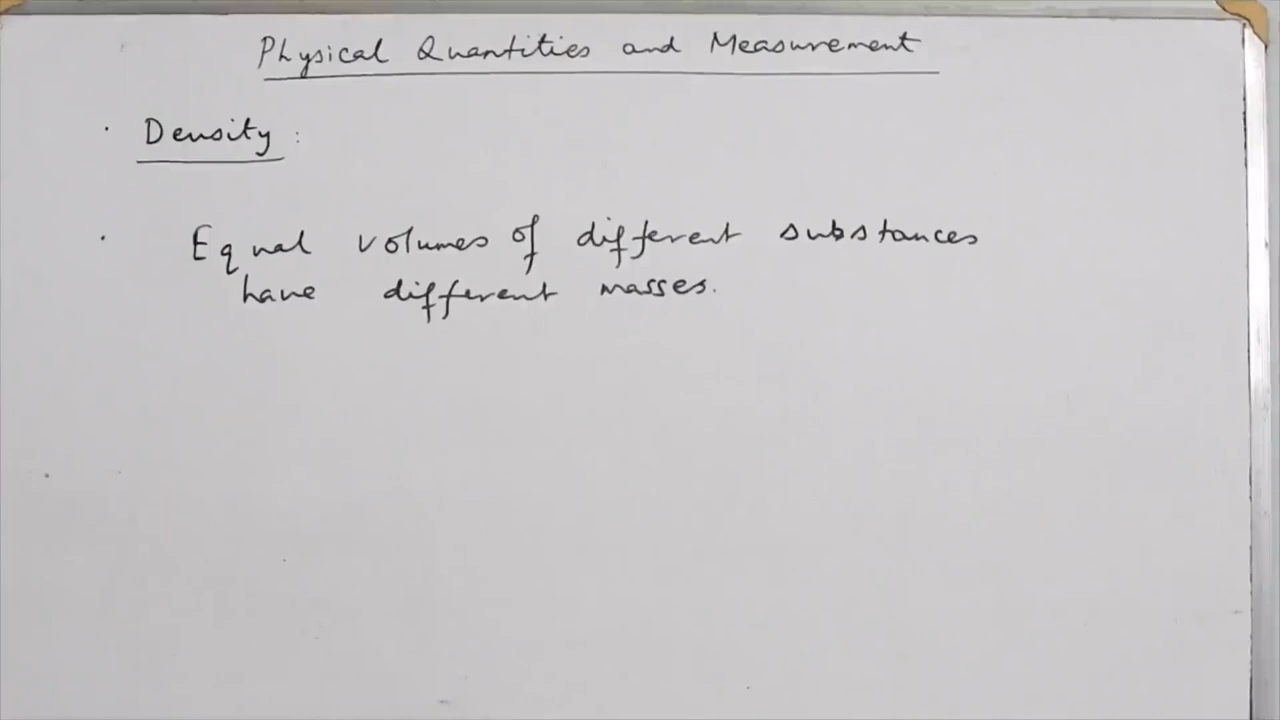 Physical Quantities and Measurement
· Density :
· Equal volumes of different substances
have different masses.